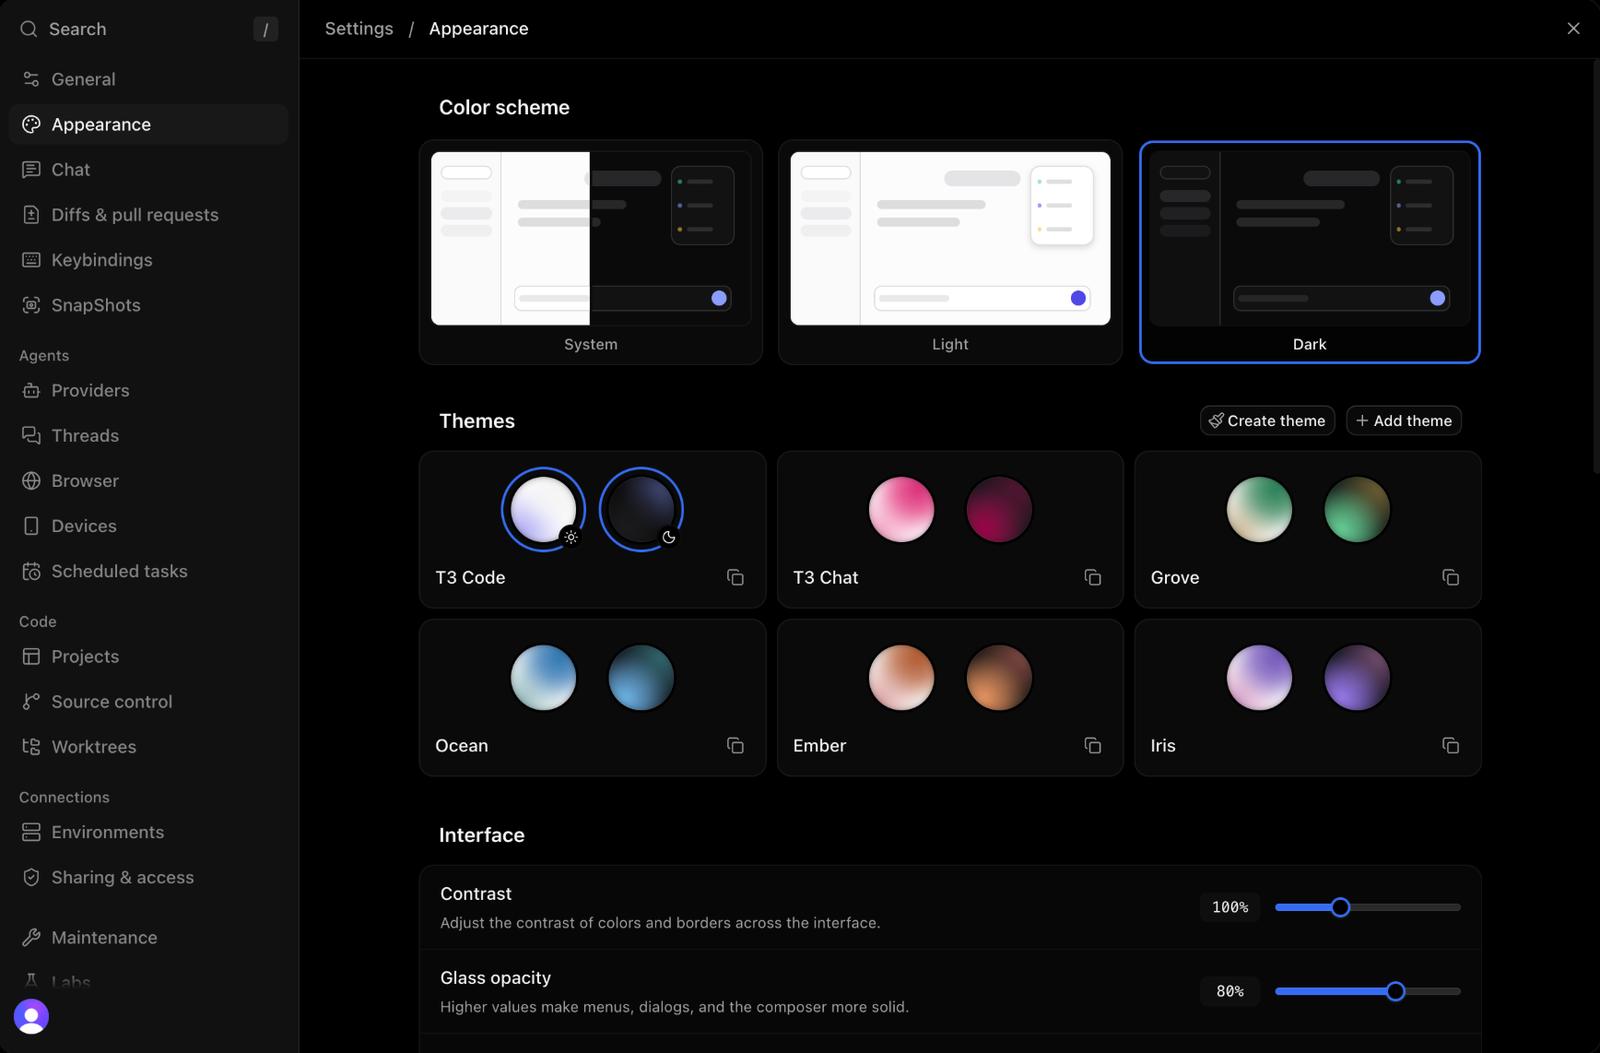 Search
/
General
Appearance
Chat
Diffs & pull requests
Keybindings
SnapShots
Agents
Providers
Threads
Browser
Devices
Scheduled tasks
Code
Projects
Source control
Worktrees
Connections
Environments
Sharing & access
Maintenance
Labs
Settings / Appearance
Color scheme
System
Light
Dark
Themes
Create theme
Add theme
T3 Code
T3 Chat
Grove
Ocean
Ember
Iris
Interface
Contrast
Adjust the contrast of colors and borders across the interface.
100%
Glass opacity
Higher values make menus, dialogs, and the composer more solid.
80%